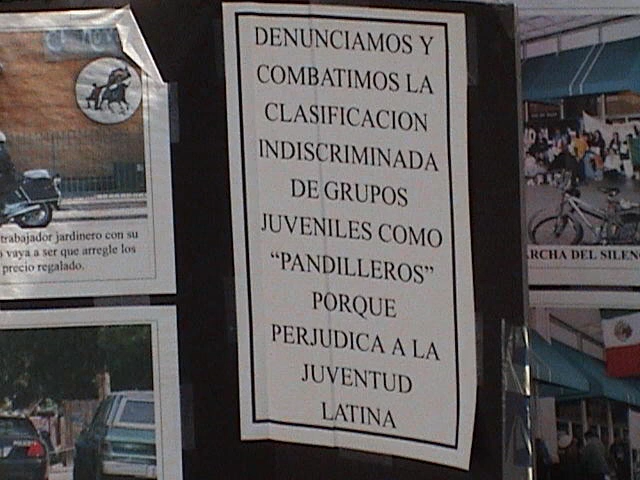 DENUNCIAMOS Y
COMBATIMOS LA
CLASIFICACION
INDISCRIMINADA
DE GRUPOS
JUVENILES COMO
"PANDILLEROS"
PORQUE
PERJUDICA A LA
JUVENTUD
LATINA
trabajador jardinero con su
vaya a ser que arregle los
precio regalado.
ARCHA DEL SILEN